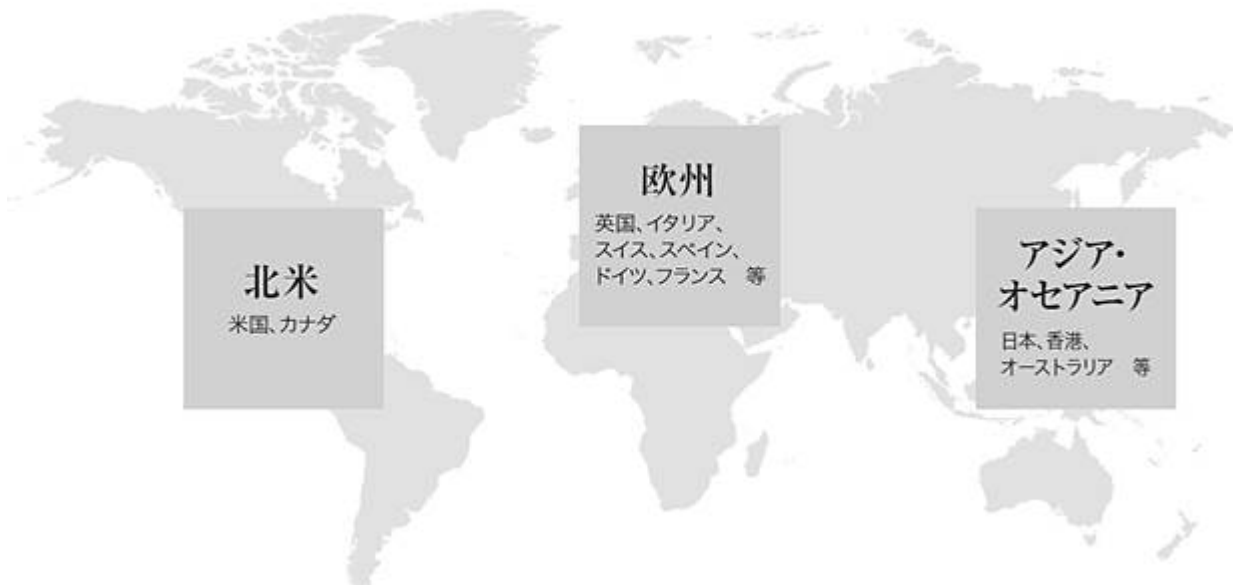 北米
米国、カナダ
欧州
英国、イタリア、
スイス、スペイン、
ドイツ、フランス　等
アジア・
オセアニア
日本、香港、
オーストラリア　等